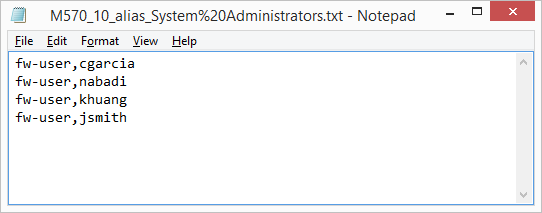 M570_10_alias_System%20Administrators.txt - Notepad
File Edit Format View Help
fw-user,cgarcia
fw-user,nabadi
fw-user,khuang
fw-user,jsmith